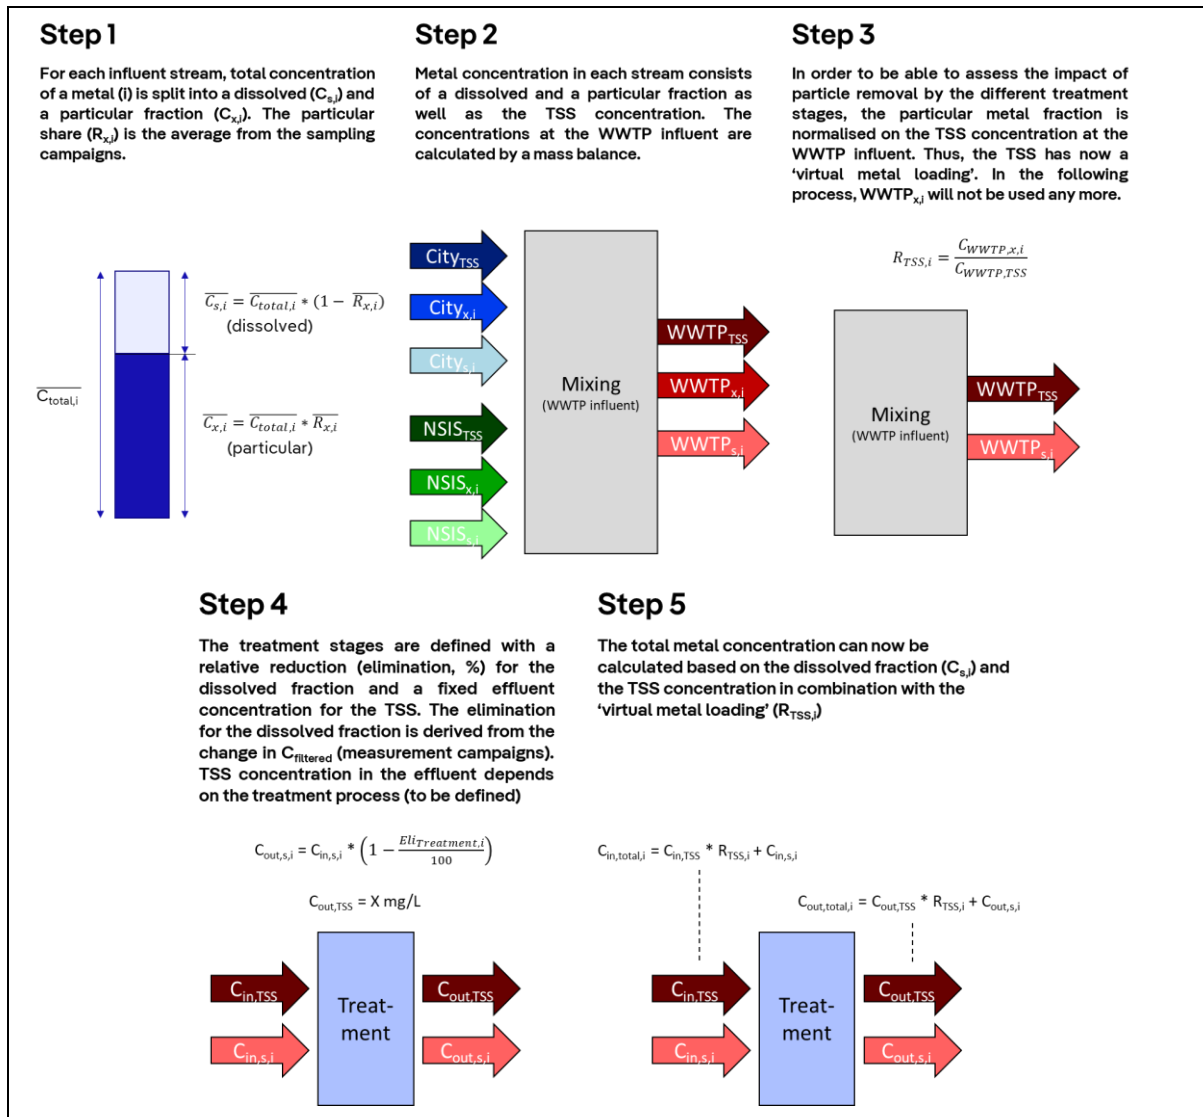 Step 1
For each influent stream, total concentration
of a metal (i) is split into a dissolved (Cs,i) and
a particular fraction (Cx,i). The particular
share (Rx,i) is the average from the sampling
campaigns.
C̅total,i
C̅s,i = C̅total,i * (1 − R̅x,i)
(dissolved)
C̅x,i = C̅total,i * R̅x,i
(particular)
Step 2
Metal concentration in each stream consists
of a dissolved and a particular fraction as
well as the TSS concentration. The
concentrations at the WWTP influent are
calculated by a mass balance.
CityTSS
Cityx,i
Citys,i
NSISTSS
NSISx,i
NSISs,i
Mixing
(WWTP influent)
WWTPTSS
WWTPx,i
WWTPs,i
Step 3
In order to be able to assess the impact of
particle removal by the different treatment
stages, the particular metal fraction is
normalised on the TSS concentration at the
WWTP influent. Thus, the TSS has now a
‘virtual metal loading’. In the following
process, WWTPx,i will not be used any more.
RTSS,i = CWWTP,x,i / CWWTP,TSS
Mixing
(WWTP influent)
WWTPTSS
WWTPs,i
Step 4
The treatment stages are defined with a
relative reduction (elimination, %) for the
dissolved fraction and a fixed effluent
concentration for the TSS. The elimination
for the dissolved fraction is derived from the
change in Cfiltered (measurement campaigns).
TSS concentration in the effluent depends
on the treatment process (to be defined)
Cout,s,i = Cin,s,i * (1 − EliTreatment,i / 100)
Cout,TSS = X mg/L
Cin,TSS
Cin,s,i
Treat-
ment
Cout,TSS
Cout,s,i
Step 5
The total metal concentration can now be
calculated based on the dissolved fraction (Cs,i) and
the TSS concentration in combination with the
‘virtual metal loading’ (RTSS,i)
Cin,total,i = Cin,TSS * RTSS,i + Cin,s,i
Cout,total,i = Cout,TSS * RTSS,i + Cout,s,i
Cin,TSS
Cin,s,i
Treat-
ment
Cout,TSS
Cout,s,i